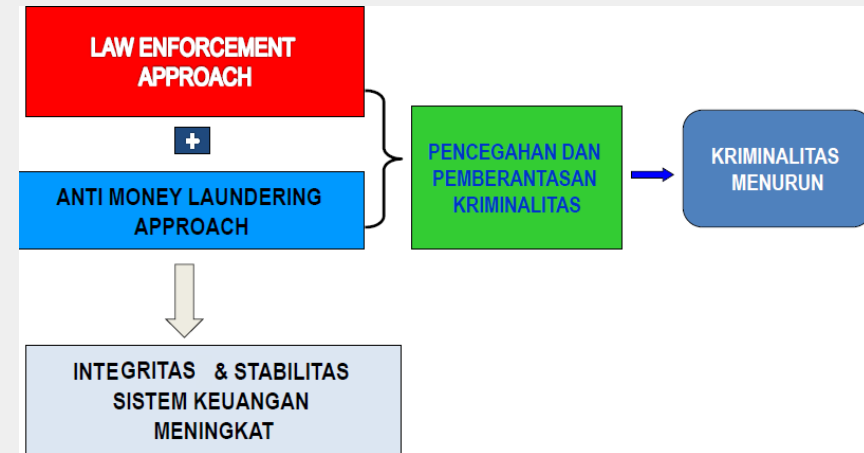 LAW ENFORCEMENT
APPROACH
+
ANTI MONEY LAUNDERING
APPROACH
PENCEGAHAN DAN
PEMBERANTASAN
KRIMINALITAS
KRIMINALITAS
MENURUN
INTEGRITAS & STABILITAS
SISTEM KEUANGAN
MENINGKAT